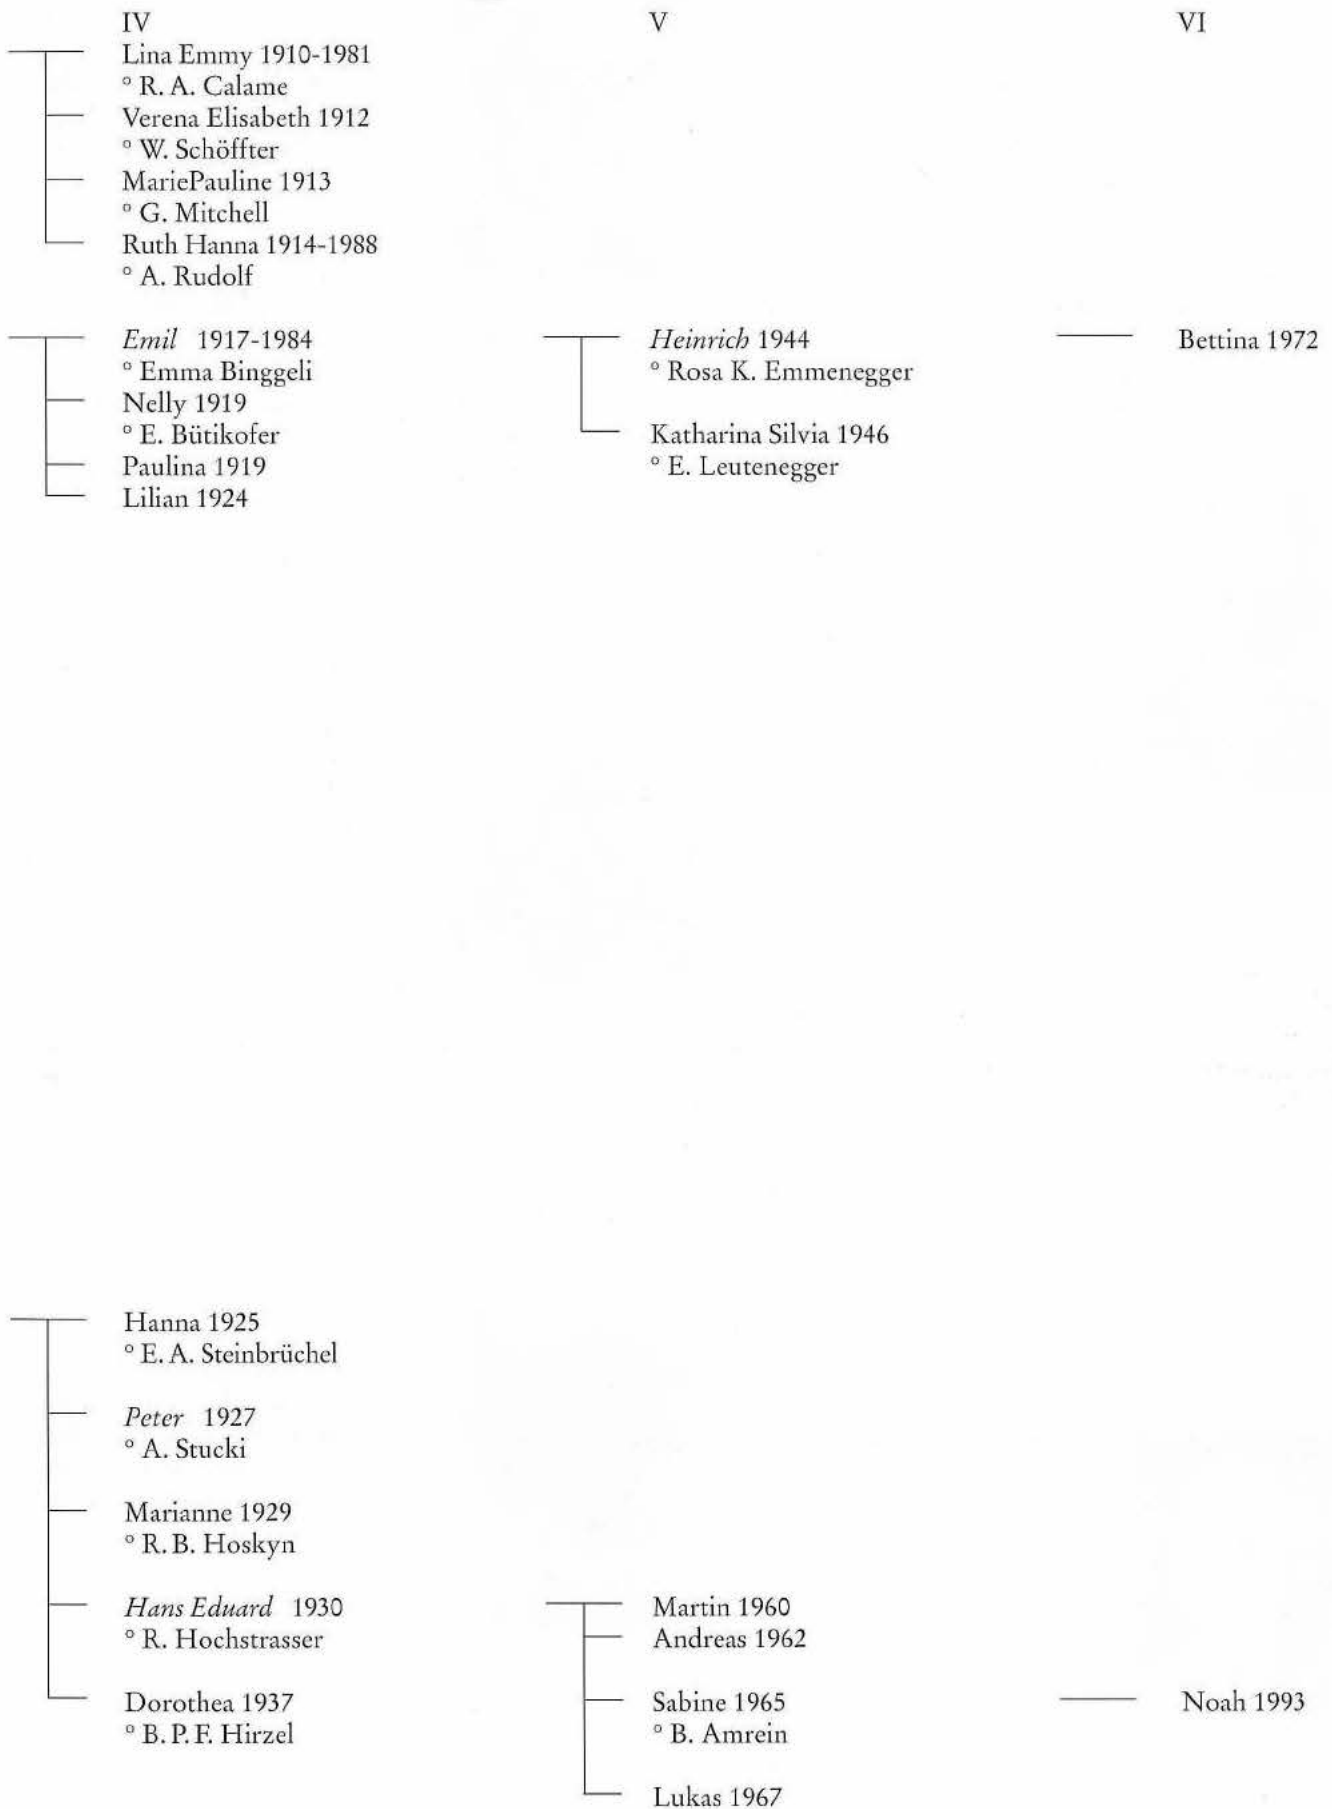 IV
V
VI
Lina Emmy 1910-1981
° R. A. Calame
Verena Elisabeth 1912
° W. Schöffter
MariePauline 1913
° G. Mitchell
Ruth Hanna 1914-1988
° A. Rudolf
Emil 1917-1984
° Emma Binggeli
Nelly 1919
° E. Bütikofer
Paulina 1919
Lilian 1924
Heinrich 1944
° Rosa K. Emmenegger
Katharina Silvia 1946
° E. Leutenegger
Bettina 1972
Hanna 1925
° E. A. Steinbrüchel
Peter 1927
° A. Stucki
Marianne 1929
° R. B. Hoskyn
Hans Eduard 1930
° R. Hochstrasser
Dorothea 1937
° B. P. F. Hirzel
Martin 1960
Andreas 1962
Sabine 1965
° B. Amrein
Lukas 1967
Noah 1993